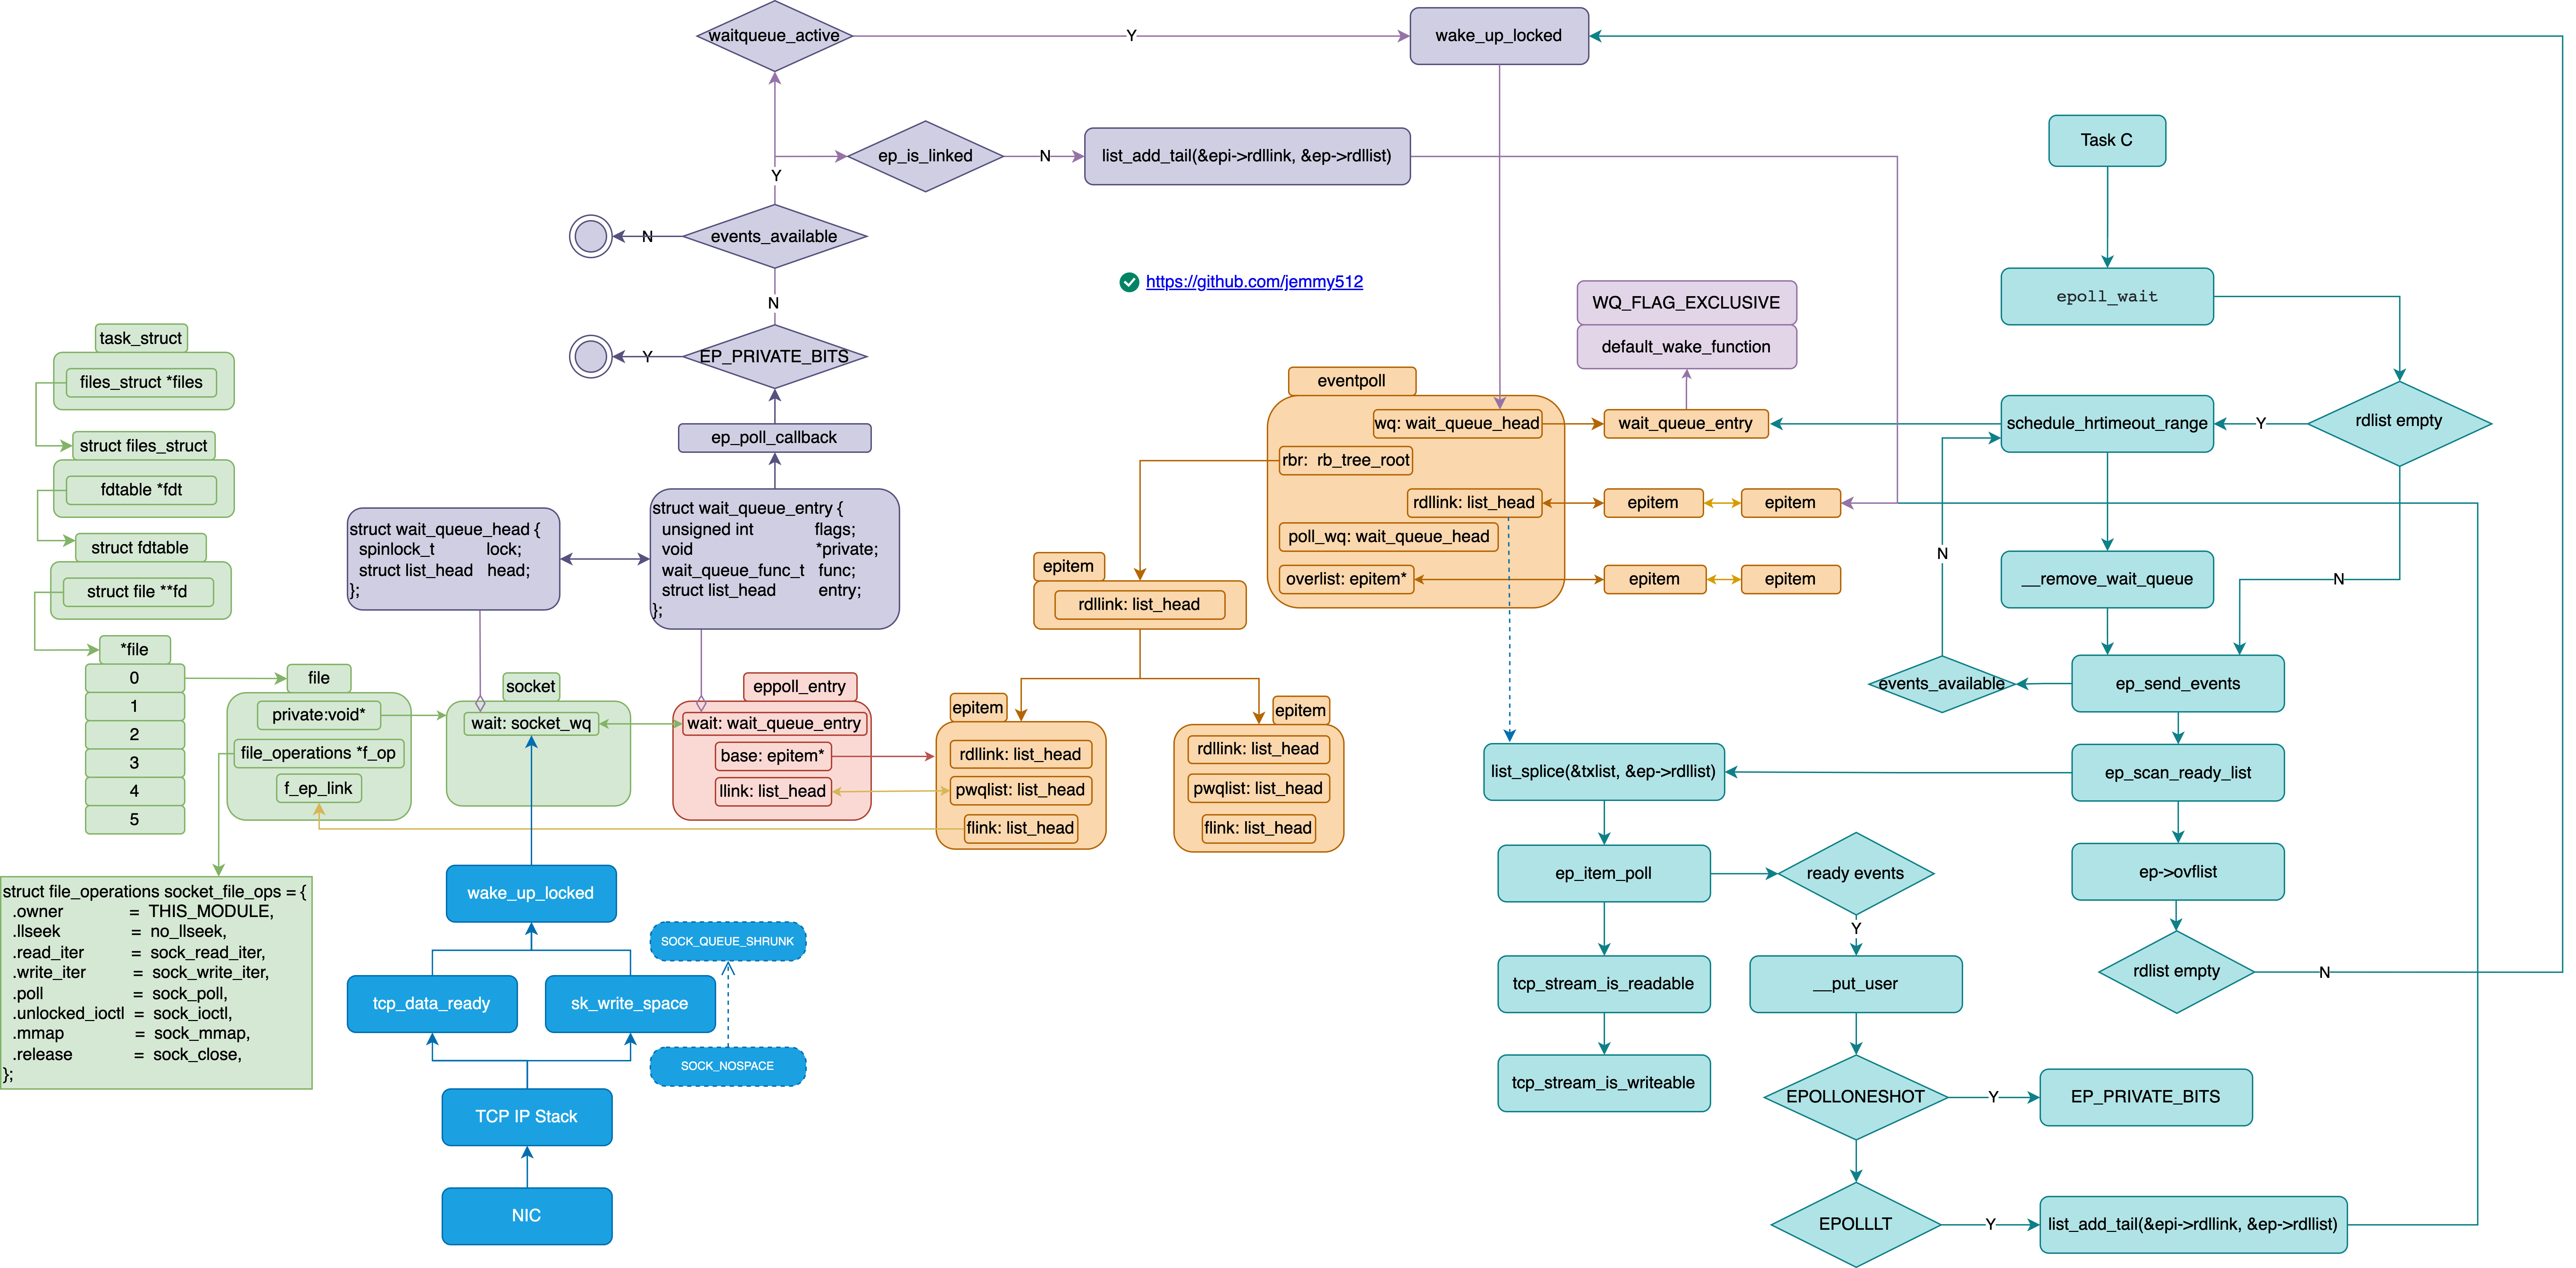 waitqueue_active
Y
wake_up_locked
ep_is_linked
N
list_add_tail(&epi->rdllink, &ep->rdllist)
Y
events_available
N
N
EP_PRIVATE_BITS
Y
ep_poll_callback
https://github.com/jemmy512
Task C
epoll_wait
rdlist empty
Y
N
schedule_hrtimeout_range
__remove_wait_queue
N
events_available
ep_send_events
ep_scan_ready_list
ep->ovflist
rdlist empty
N
WQ_FLAG_EXCLUSIVE
default_wake_function
eventpoll
wq: wait_queue_head
wait_queue_entry
rbr:  rb_tree_root
rdllink: list_head
epitem
epitem
poll_wq: wait_queue_head
overlist: epitem*
epitem
epitem
task_struct
files_struct *files
struct files_struct
fdtable *fdt
struct fdtable
struct file **fd
*file
0
1
2
3
4
5
file
private:void*
file_operations *f_op
f_ep_link
struct wait_queue_head {
spinlock_t lock;
struct list_head head;
};
struct wait_queue_entry {
unsigned int flags;
void *private;
wait_queue_func_t func;
struct list_head entry;
};
socket
wait: socket_wq
eppoll_entry
wait: wait_queue_entry
base: epitem*
llink: list_head
epitem
rdllink: list_head
epitem
rdllink: list_head
pwqlist: list_head
flink: list_head
epitem
rdllink: list_head
pwqlist: list_head
flink: list_head
struct file_operations socket_file_ops = {
.owner = THIS_MODULE,
.llseek = no_llseek,
.read_iter = sock_read_iter,
.write_iter = sock_write_iter,
.poll = sock_poll,
.unlocked_ioctl = sock_ioctl,
.mmap = sock_mmap,
.release = sock_close,
};
wake_up_locked
SOCK_QUEUE_SHRUNK
tcp_data_ready
sk_write_space
SOCK_NOSPACE
TCP IP Stack
NIC
list_splice(&txlist, &ep->rdllist)
ep_item_poll
ready events
Y
tcp_stream_is_readable
__put_user
tcp_stream_is_writeable
EPOLLONESHOT
Y
EP_PRIVATE_BITS
EPOLLLT
Y
list_add_tail(&epi->rdllink, &ep->rdllist)